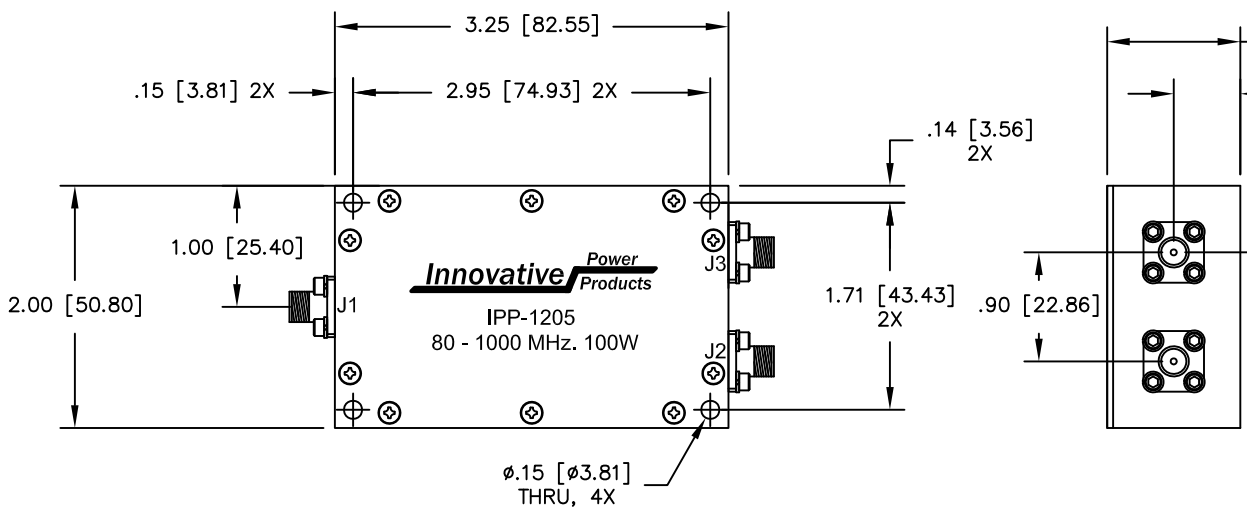 3.25 [82.55]
.15 [3.81] 2X
2.95 [74.93] 2X
.14 [3.56]
2X
1.00 [25.40]
2.00 [50.80]
J1
Innovative Power Products
IPP-1205
80 - 1000 MHz. 100W
J3
J2
1.71 [43.43]
2X
.90 [22.86]
ø.15 [ø3.81]
THRU, 4X